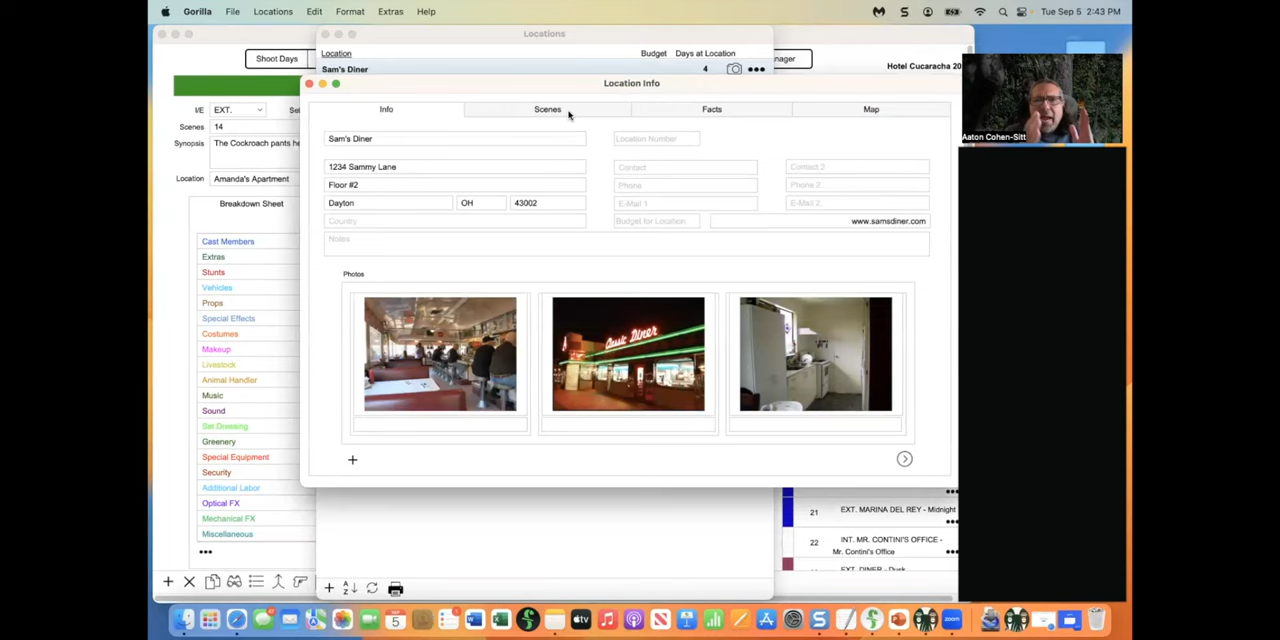 Gorilla File Locations Edit Format Extras Help Tue Sep 5 2:43 PM
Locations
Shoot Days
Location Budget Days at Location
Sam's Diner 4
Hotel Cucaracha 20
Location Info
Info Scenes Facts Map
I/E EXT.
Scenes 14
Synopsis The Cockroach pants he
Location Amanda's Apartment
Breakdown Sheet
Cast Members
Extras
Stunts
Vehicles
Props
Special Effects
Costumes
Makeup
Livestock
Animal Handler
Music
Sound
Set Dressing
Greenery
Special Equipment
Security
Additional Labor
Optical FX
Mechanical FX
Miscellaneous
Sam's Diner Location Number
1234 Sammy Lane Contact Contact 2
Floor #2 Phone Phone 2
Dayton OH 43002 E-Mail 1 E-Mail 2
Country Budget for Location www.samsdiner.com
Notes
Photos
Classic Diner
21 EXT. MARINA DEL REY - Midnight
22 INT. MR. CONTINI'S OFFICE -
Mr. Contini's Office
Aaton Cohen-Sitt
tv
zoom